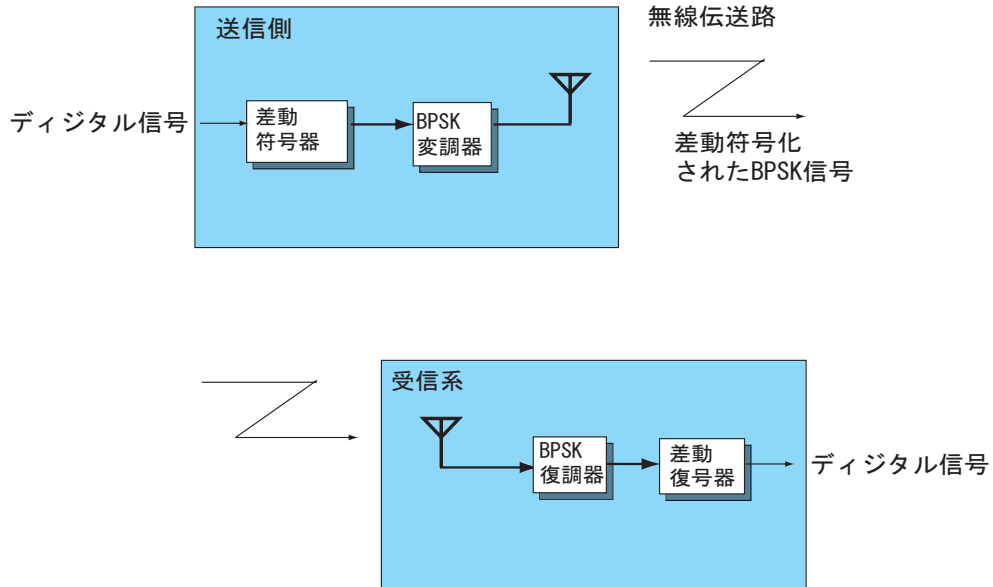 送信側
無線伝送路
ディジタル信号
差動
符号器
BPSK
変調器
差動符号化
されたBPSK信号
受信系
BPSK
復調器
差動
復号器
ディジタル信号